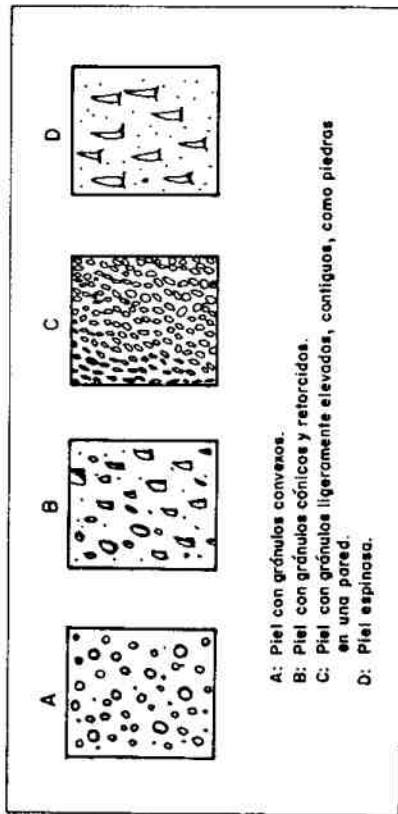 A
B
C
D
A: Piel con gránulos convexos.
B: Piel con gránulos cónicos y retorcidos.
C: Piel con gránulos ligeramente elevados, contiguos, como piedras
en una pared.
D: Piel espinosa.